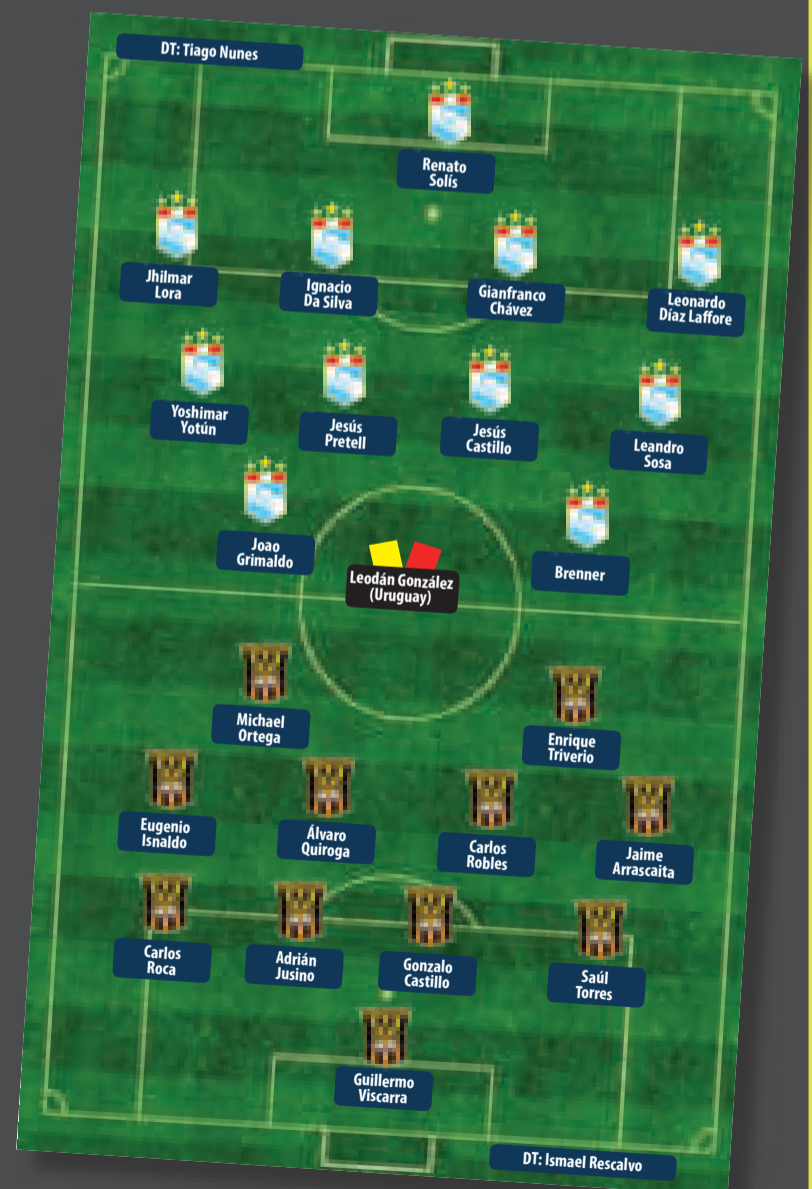 DT: Tiago Nunes
Renato
Solís
Jhilmar
Lora
Ignacio
Da Silva
Gianfranco
Chávez
Leonardo
Díaz Laffore
Yoshimar
Yotún
Jesús
Pretell
Jesús
Castillo
Leandro
Sosa
Joao
Grimaldo
Brenner
Leodán González
(Uruguay)
Michael
Ortega
Enrique
Triverio
Eugenio
Isnaldo
Álvaro
Quiroga
Carlos
Robles
Jaime
Arrascaita
Carlos
Roca
Adrián
Jusino
Gonzalo
Castillo
Saúl
Torres
Guillermo
Viscarra
DT: Ismael Rescalvo